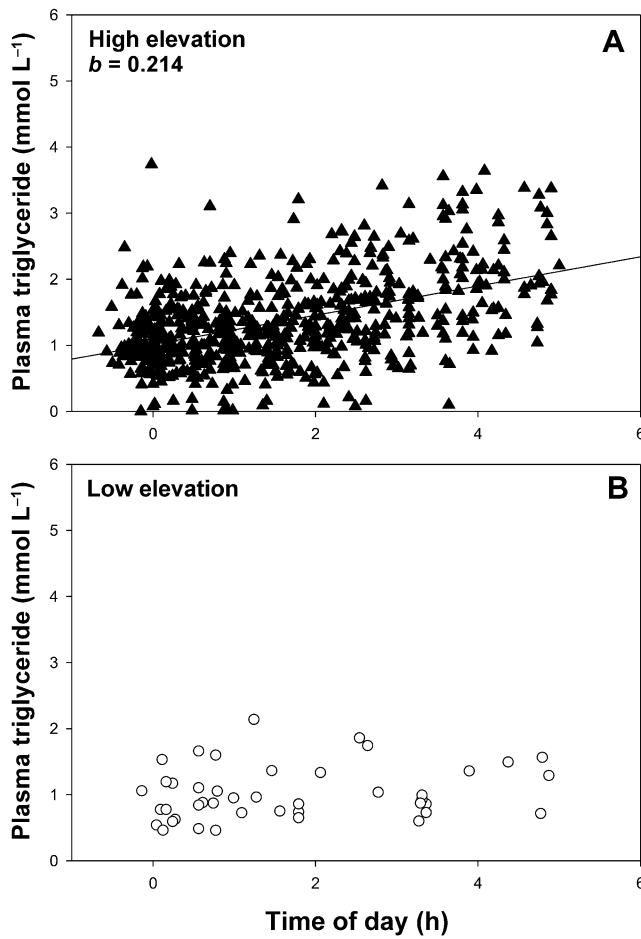 6
High elevation
A
b = 0.214
5
4
3
2
1
0
Plasma triglyceride (mmol L⁻¹)
0 2 4 6
6
Low elevation
B
5
4
3
2
1
0
Plasma triglyceride (mmol L⁻¹)
0 2 4 6
Time of day (h)